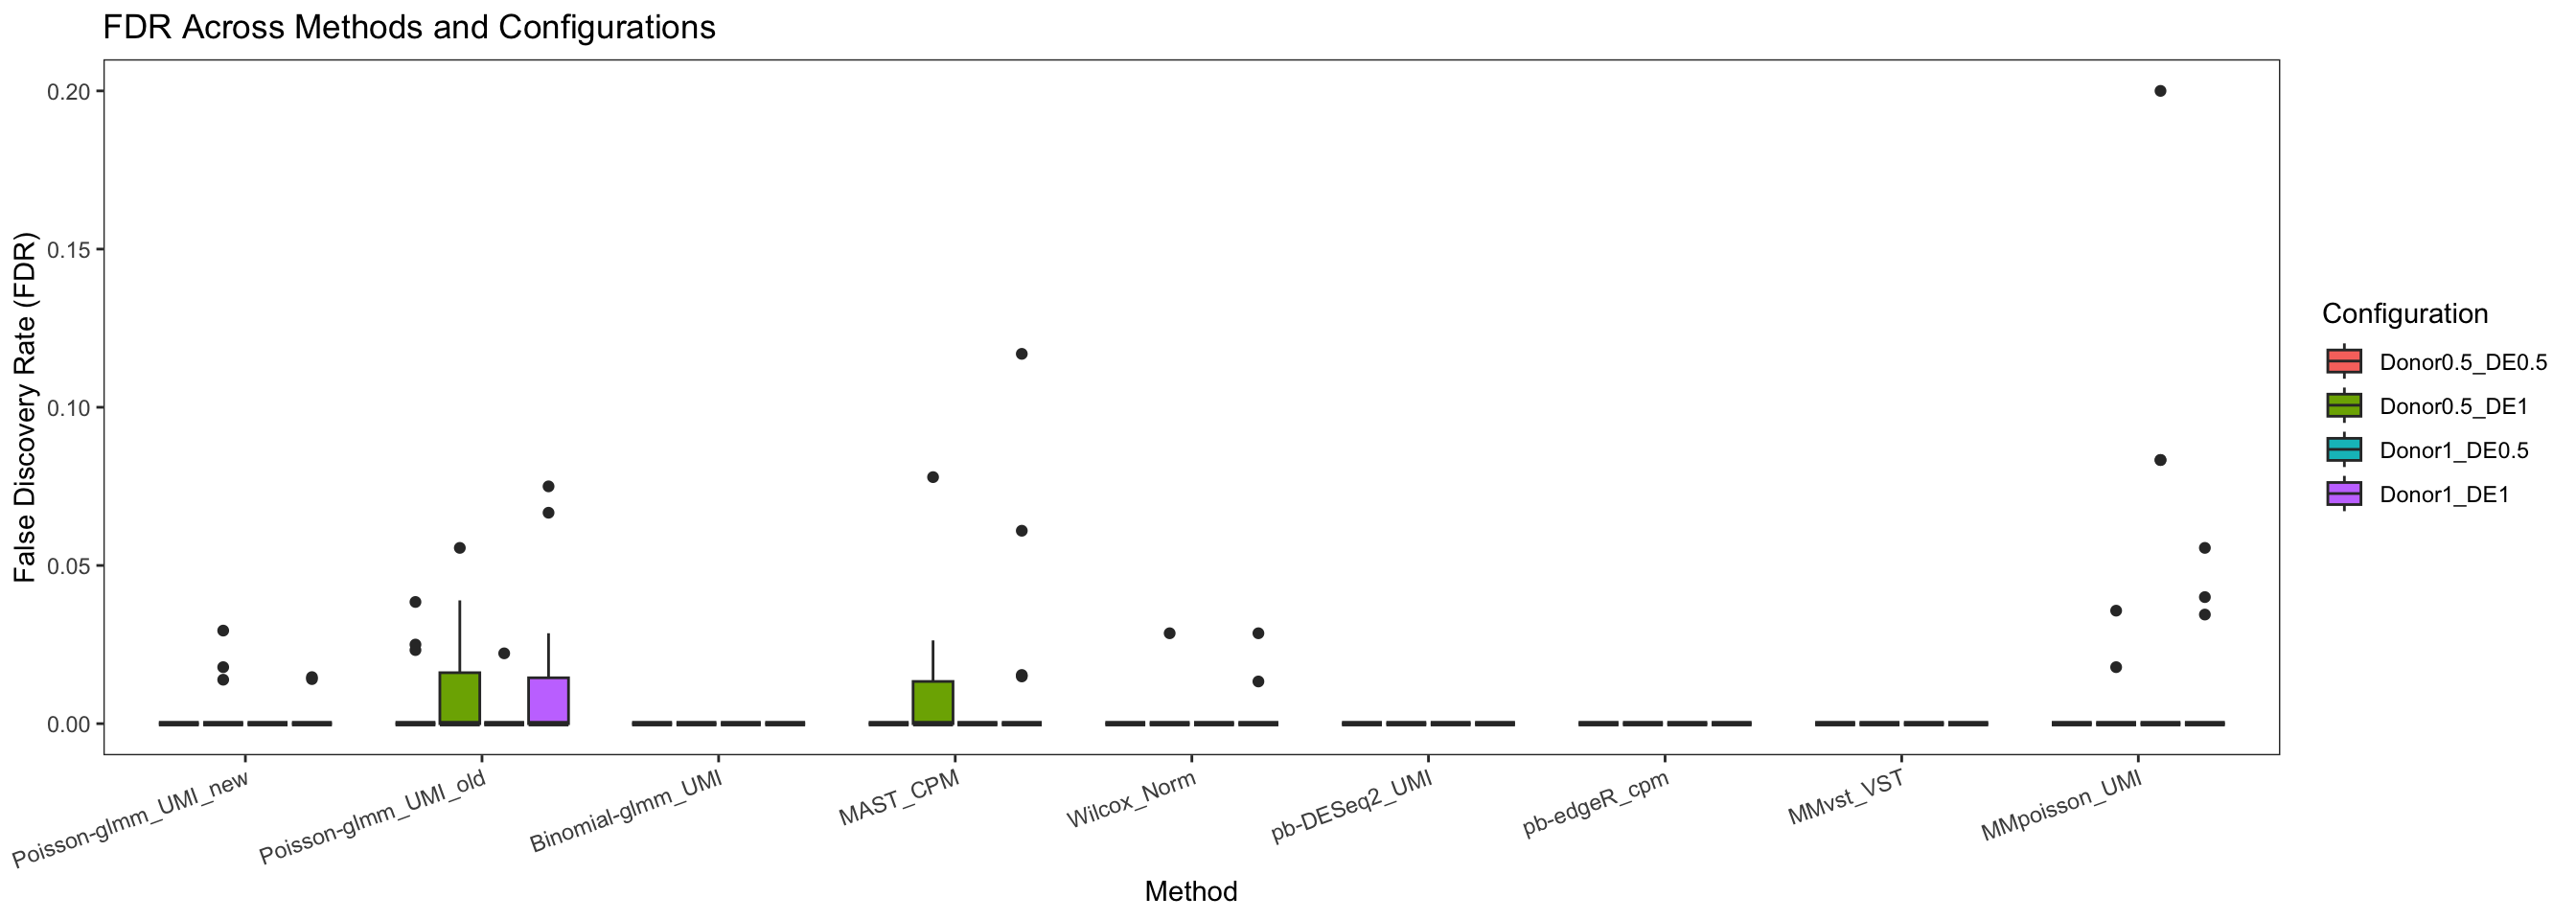 FDR Across Methods and Configurations
False Discovery Rate (FDR)
0.20
0.15
0.10
0.05
0.00
Poisson-glmm_UMI_new
Poisson-glmm_UMI_old
Binomial-glmm_UMI
MAST_CPM
Wilcox_Norm
pb-DESeq2_UMI
pb-edgeR_cpm
MMvst_VST
MMpoisson_UMI
Method
Configuration
Donor0.5_DE0.5
Donor0.5_DE1
Donor1_DE0.5
Donor1_DE1